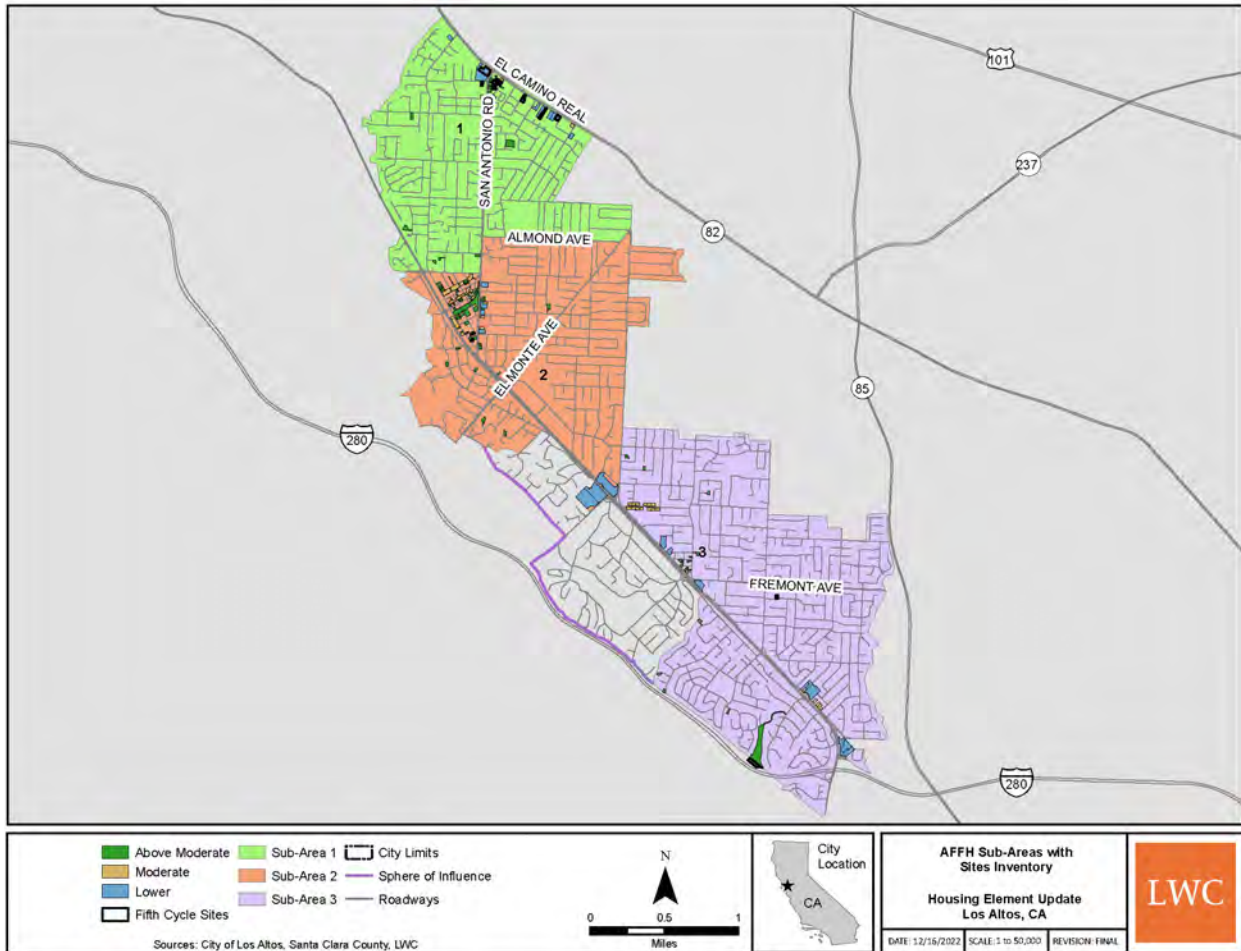 EL CAMINO REAL
101
SAN ANTONIO RD
1
237
82
ALMOND AVE
EL MONTE AVE
2
85
280
3
FREMONT AVE
280
Above Moderate
Moderate
Lower
Fifth Cycle Sites
Sub-Area 1
Sub-Area 2
Sub-Area 3
City Limits
Sphere of Influence
Roadways
Sources: City of Los Altos, Santa Clara County, LWC
N
0 0.5 1
Miles
City
Location
CA
AFFH Sub-Areas with
Sites Inventory
Housing Element Update
Los Altos, CA
DATE: 12/16/2022 SCALE: 1 to 50,000 REVISION: FINAL
LWC